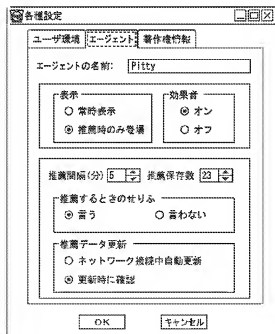 各種設定
ユーザ環境 エージェント 著作権情報
エージェントの名前: Pitty
表示 効果音
常時表示 オン
推薦時のみ登場 オフ
推薦間隔(分) 5 推薦保存数 23
推薦するときのせりふ
言う 言わない
推薦データ更新
ネットワーク接続中自動更新
更新時に確認
OK キャンセル